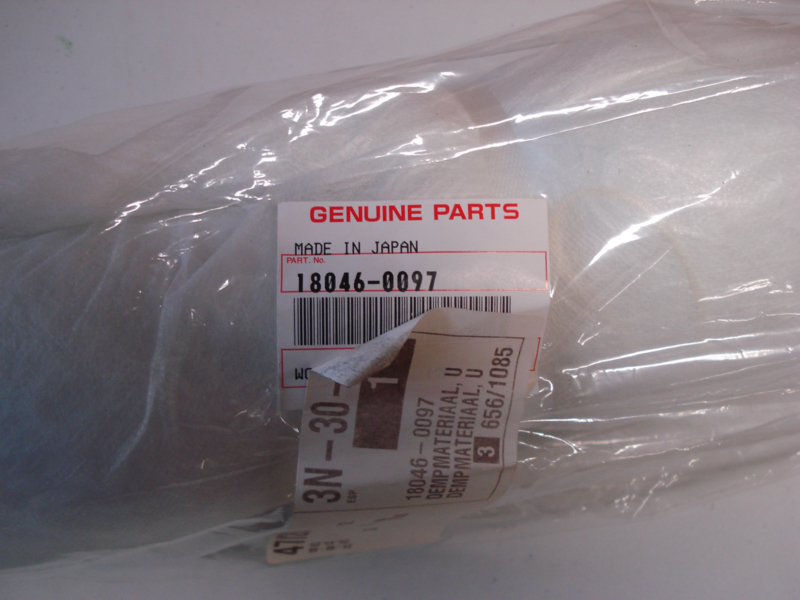 GENUINE PARTS
MADE IN JAPAN
PART. No.
18046-0097
3N-30-
1
18046-0097
DEMPMATERIAAL, U
DEMPMATERIAAL, U
3 656/1085